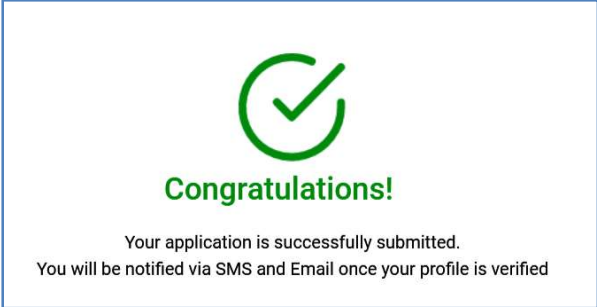 Congratulations!
Your application is successfully submitted.
You will be notified via SMS and Email once your profile is verified